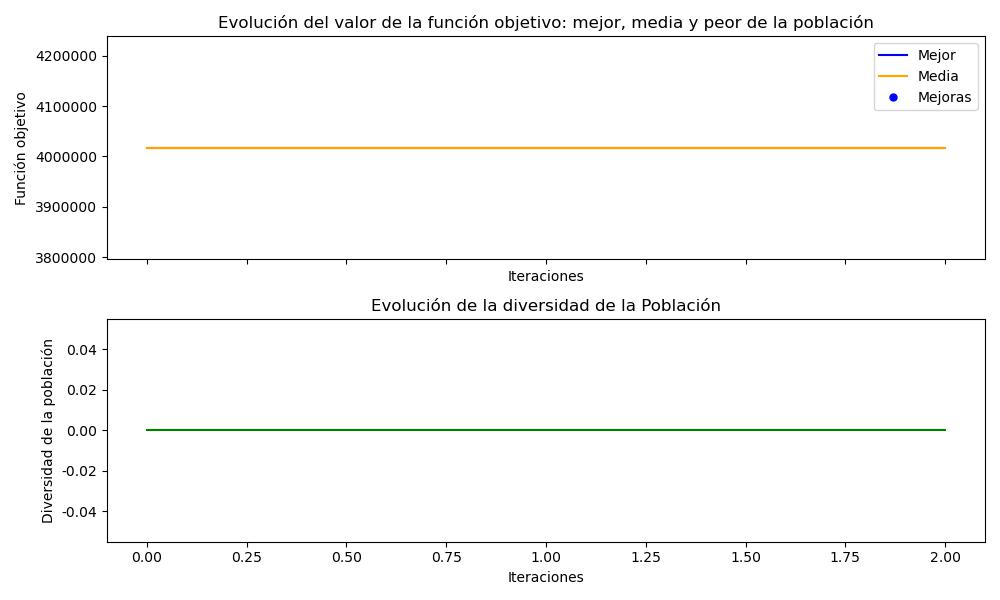 Evolución del valor de la función objetivo: mejor, media y peor de la población
4200000
4100000
4000000
3900000
3800000
Función objetivo
Mejor
Media
Mejoras
Iteraciones
Evolución de la diversidad de la Población
0.04
0.02
0.00
-0.02
-0.04
Diversidad de la población
0.00 0.25 0.50 0.75 1.00 1.25 1.50 1.75 2.00
Iteraciones